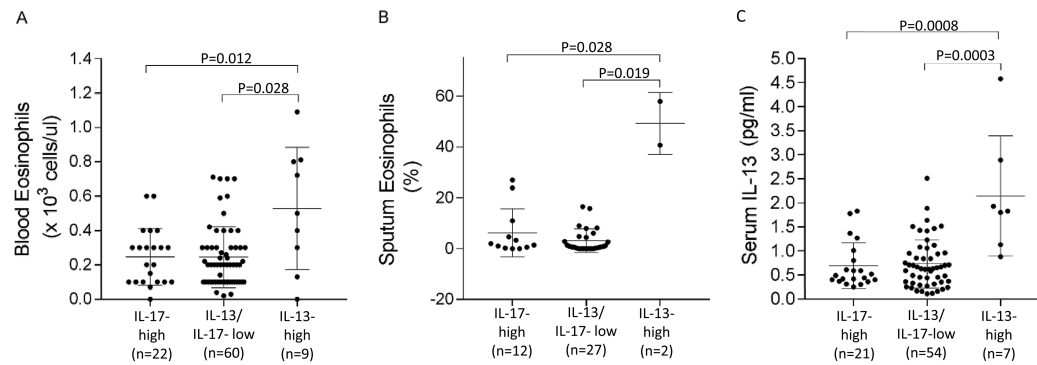 A
P=0.012
P=0.028
Blood Eosinophils
(x 10³ cells/ul)
1.4
1.2
1.0
0.8
0.6
0.4
0.2
0.0
IL-17-
high
(n=22)
IL-13/
IL-17- low
(n=60)
IL-13-
high
(n=9)
B
P=0.028
P=0.019
Sputum Eosinophils
(%)
60
40
20
0
-20
IL-17-
high
(n=12)
IL-13/
IL-17- low
(n=27)
IL-13-
high
(n=2)
C
P=0.0008
P=0.0003
Serum IL-13 (pg/ml)
5.0
4.5
4.0
3.5
3.0
2.5
2.0
1.5
1.0
0.5
0.0
IL-17-
high
(n=21)
IL-13/
IL-17-low
(n=54)
IL-13-
high
(n=7)